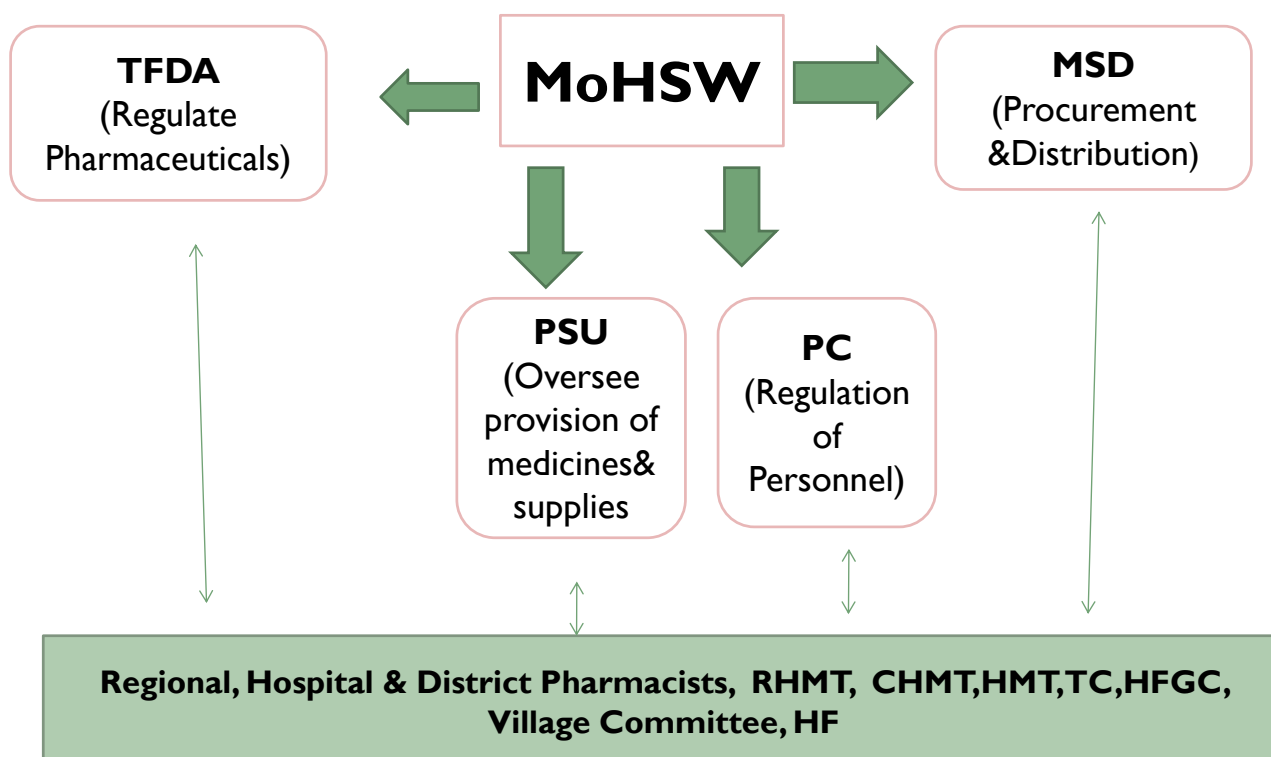 MoHSW
TFDA
(Regulate
Pharmaceuticals)
MSD
(Procurement
&Distribution)
PSU
(Oversee
provision of
medicines&
supplies
PC
(Regulation
of
Personnel)
Regional, Hospital & District Pharmacists, RHMT, CHMT,HMT,TC,HFGC,
Village Committee, HF